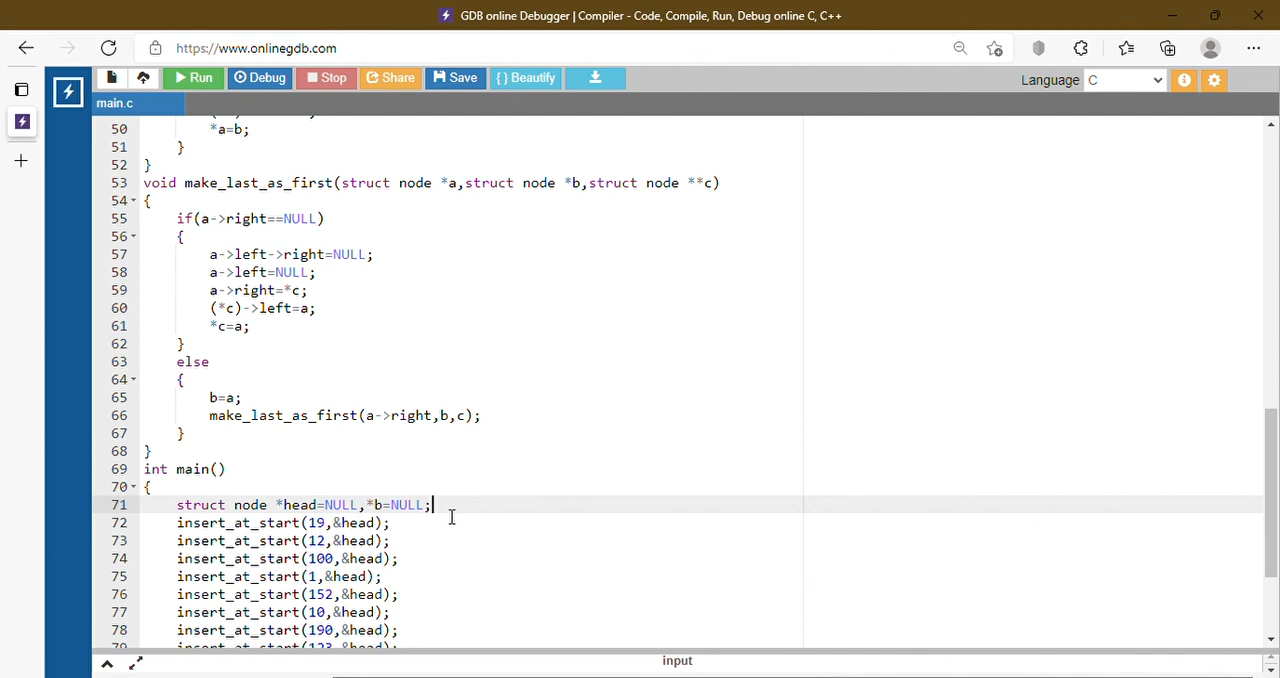 GDB online Debugger | Compiler - Code, Compile, Run, Debug online C, C++
https://www.onlinegdb.com
Run Debug Stop Share Save {} Beautify
Language C
main.c
50 *a=b;
51 }
52 }
53 void make_last_as_first(struct node *a,struct node *b,struct node **c)
54 {
55 if(a->right==NULL)
56 {
57 a->left->right=NULL;
58 a->left=NULL;
59 a->right=*c;
60 (*c)->left=a;
61 *c=a;
62 }
63 else
64 {
65 b=a;
66 make_last_as_first(a->right,b,c);
67 }
68 }
69 int main()
70 {
71 struct node *head=NULL,*b=NULL;
72 insert_at_start(19,&head);
73 insert_at_start(12,&head);
74 insert_at_start(100,&head);
75 insert_at_start(1,&head);
76 insert_at_start(152,&head);
77 insert_at_start(10,&head);
78 insert_at_start(190,&head);
79 insert_at_start(123,&head);
input